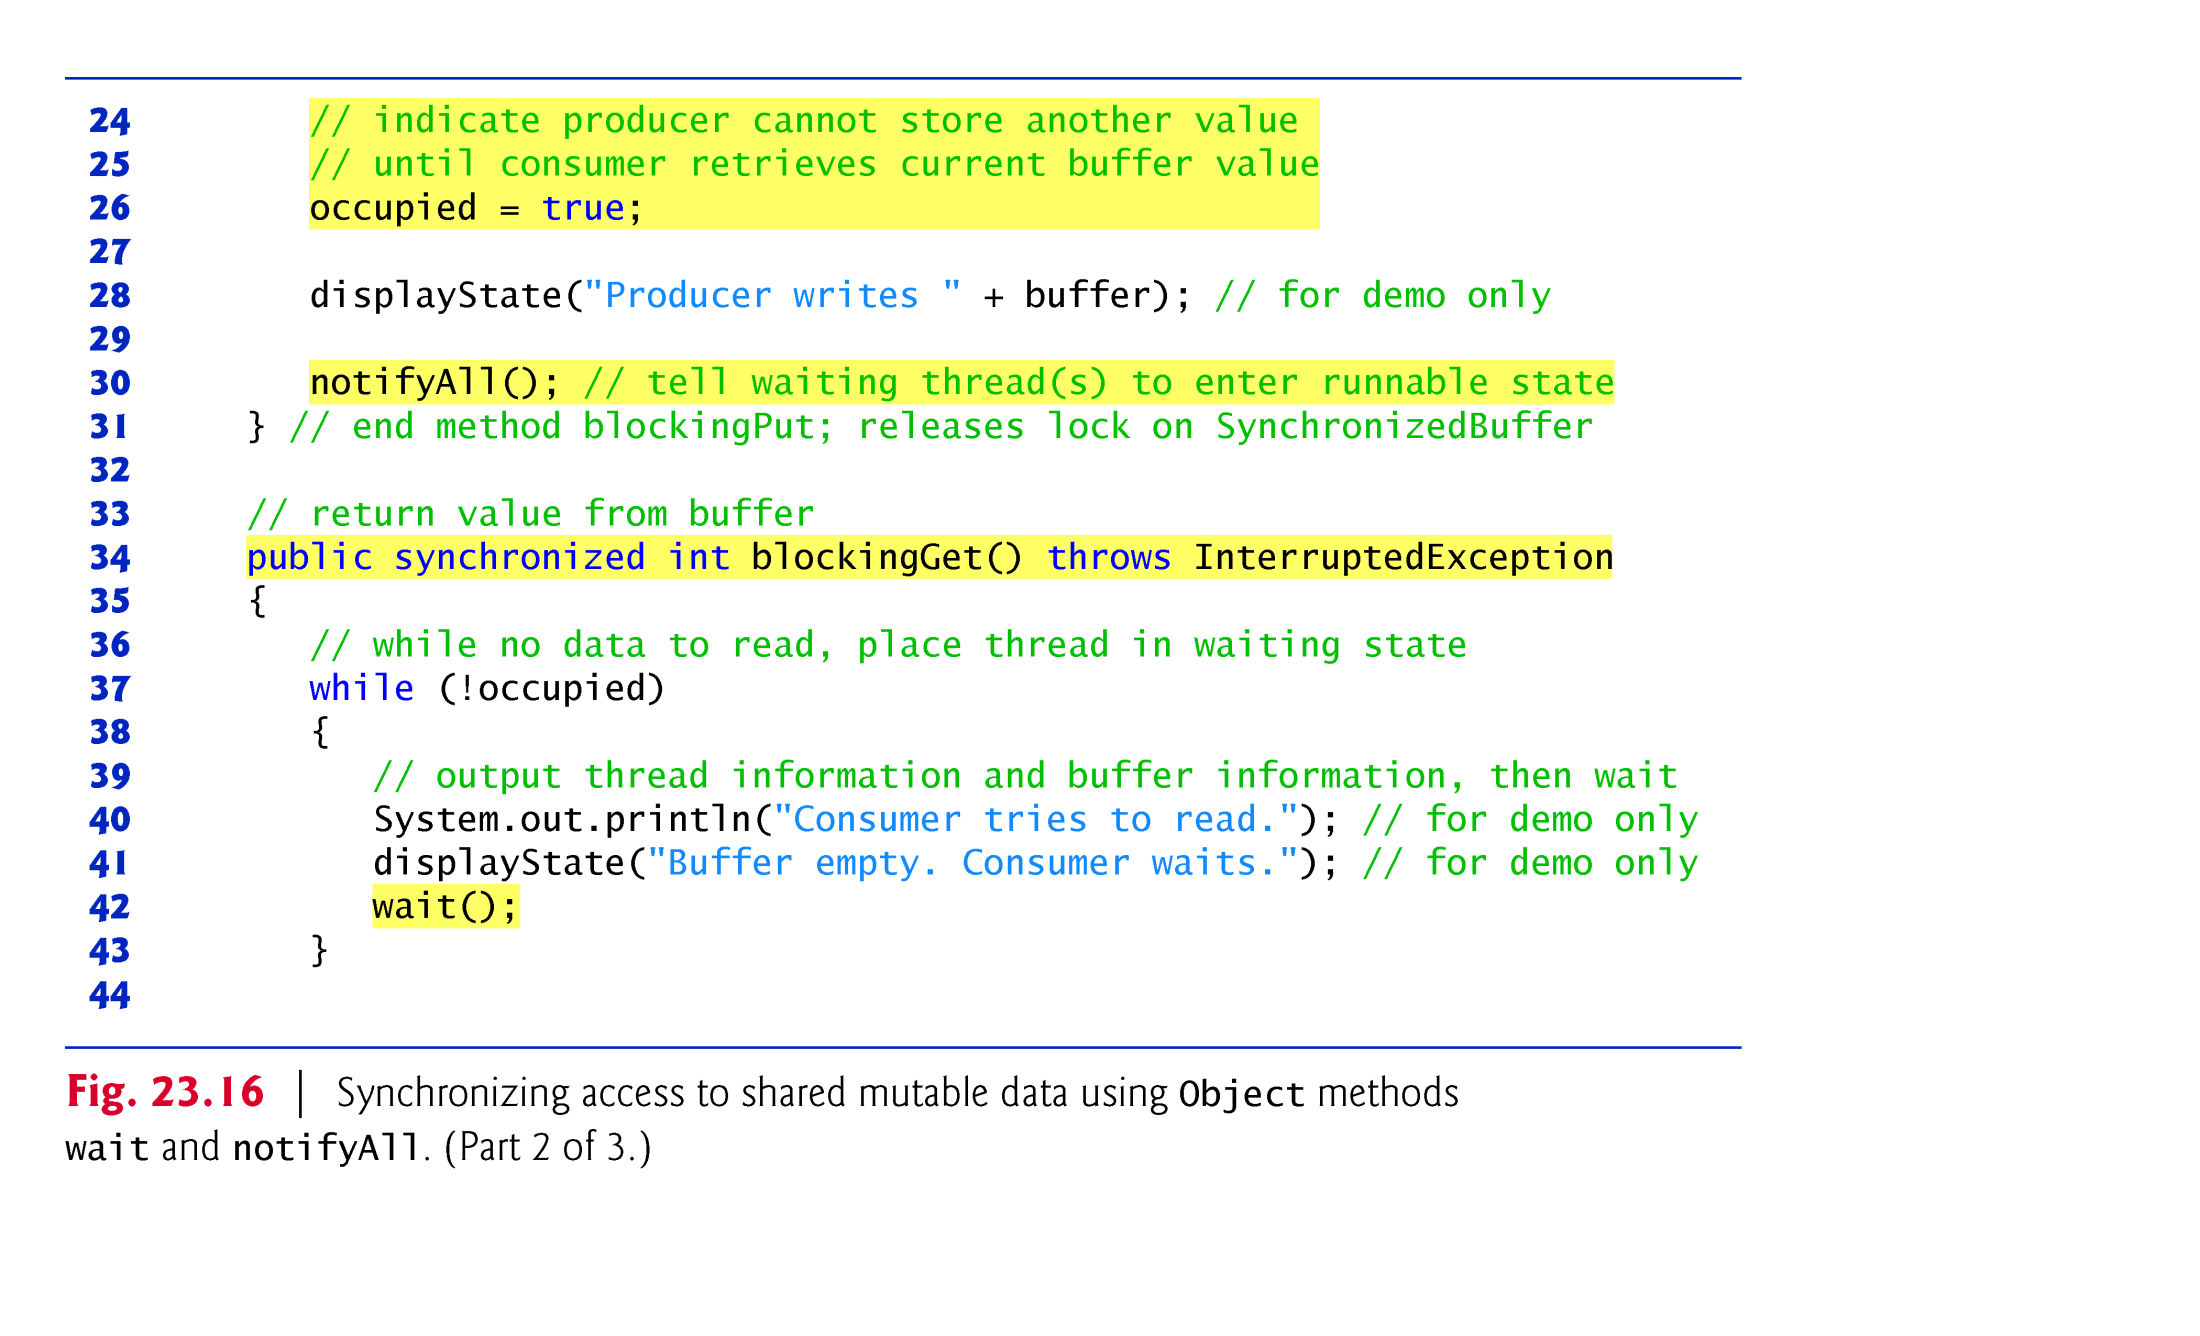 24 // indicate producer cannot store another value
25 // until consumer retrieves current buffer value
26 occupied = true;
27
28 displayState("Producer writes " + buffer); // for demo only
29
30 notifyAll(); // tell waiting thread(s) to enter runnable state
31 } // end method blockingPut; releases lock on SynchronizedBuffer
32
33 // return value from buffer
34 public synchronized int blockingGet() throws InterruptedException
35 {
36 // while no data to read, place thread in waiting state
37 while (!occupied)
38 {
39 // output thread information and buffer information, then wait
40 System.out.println("Consumer tries to read."); // for demo only
41 displayState("Buffer empty. Consumer waits."); // for demo only
42 wait();
43 }
44
Fig. 23.16 | Synchronizing access to shared mutable data using Object methods
wait and notifyAll. (Part 2 of 3.)